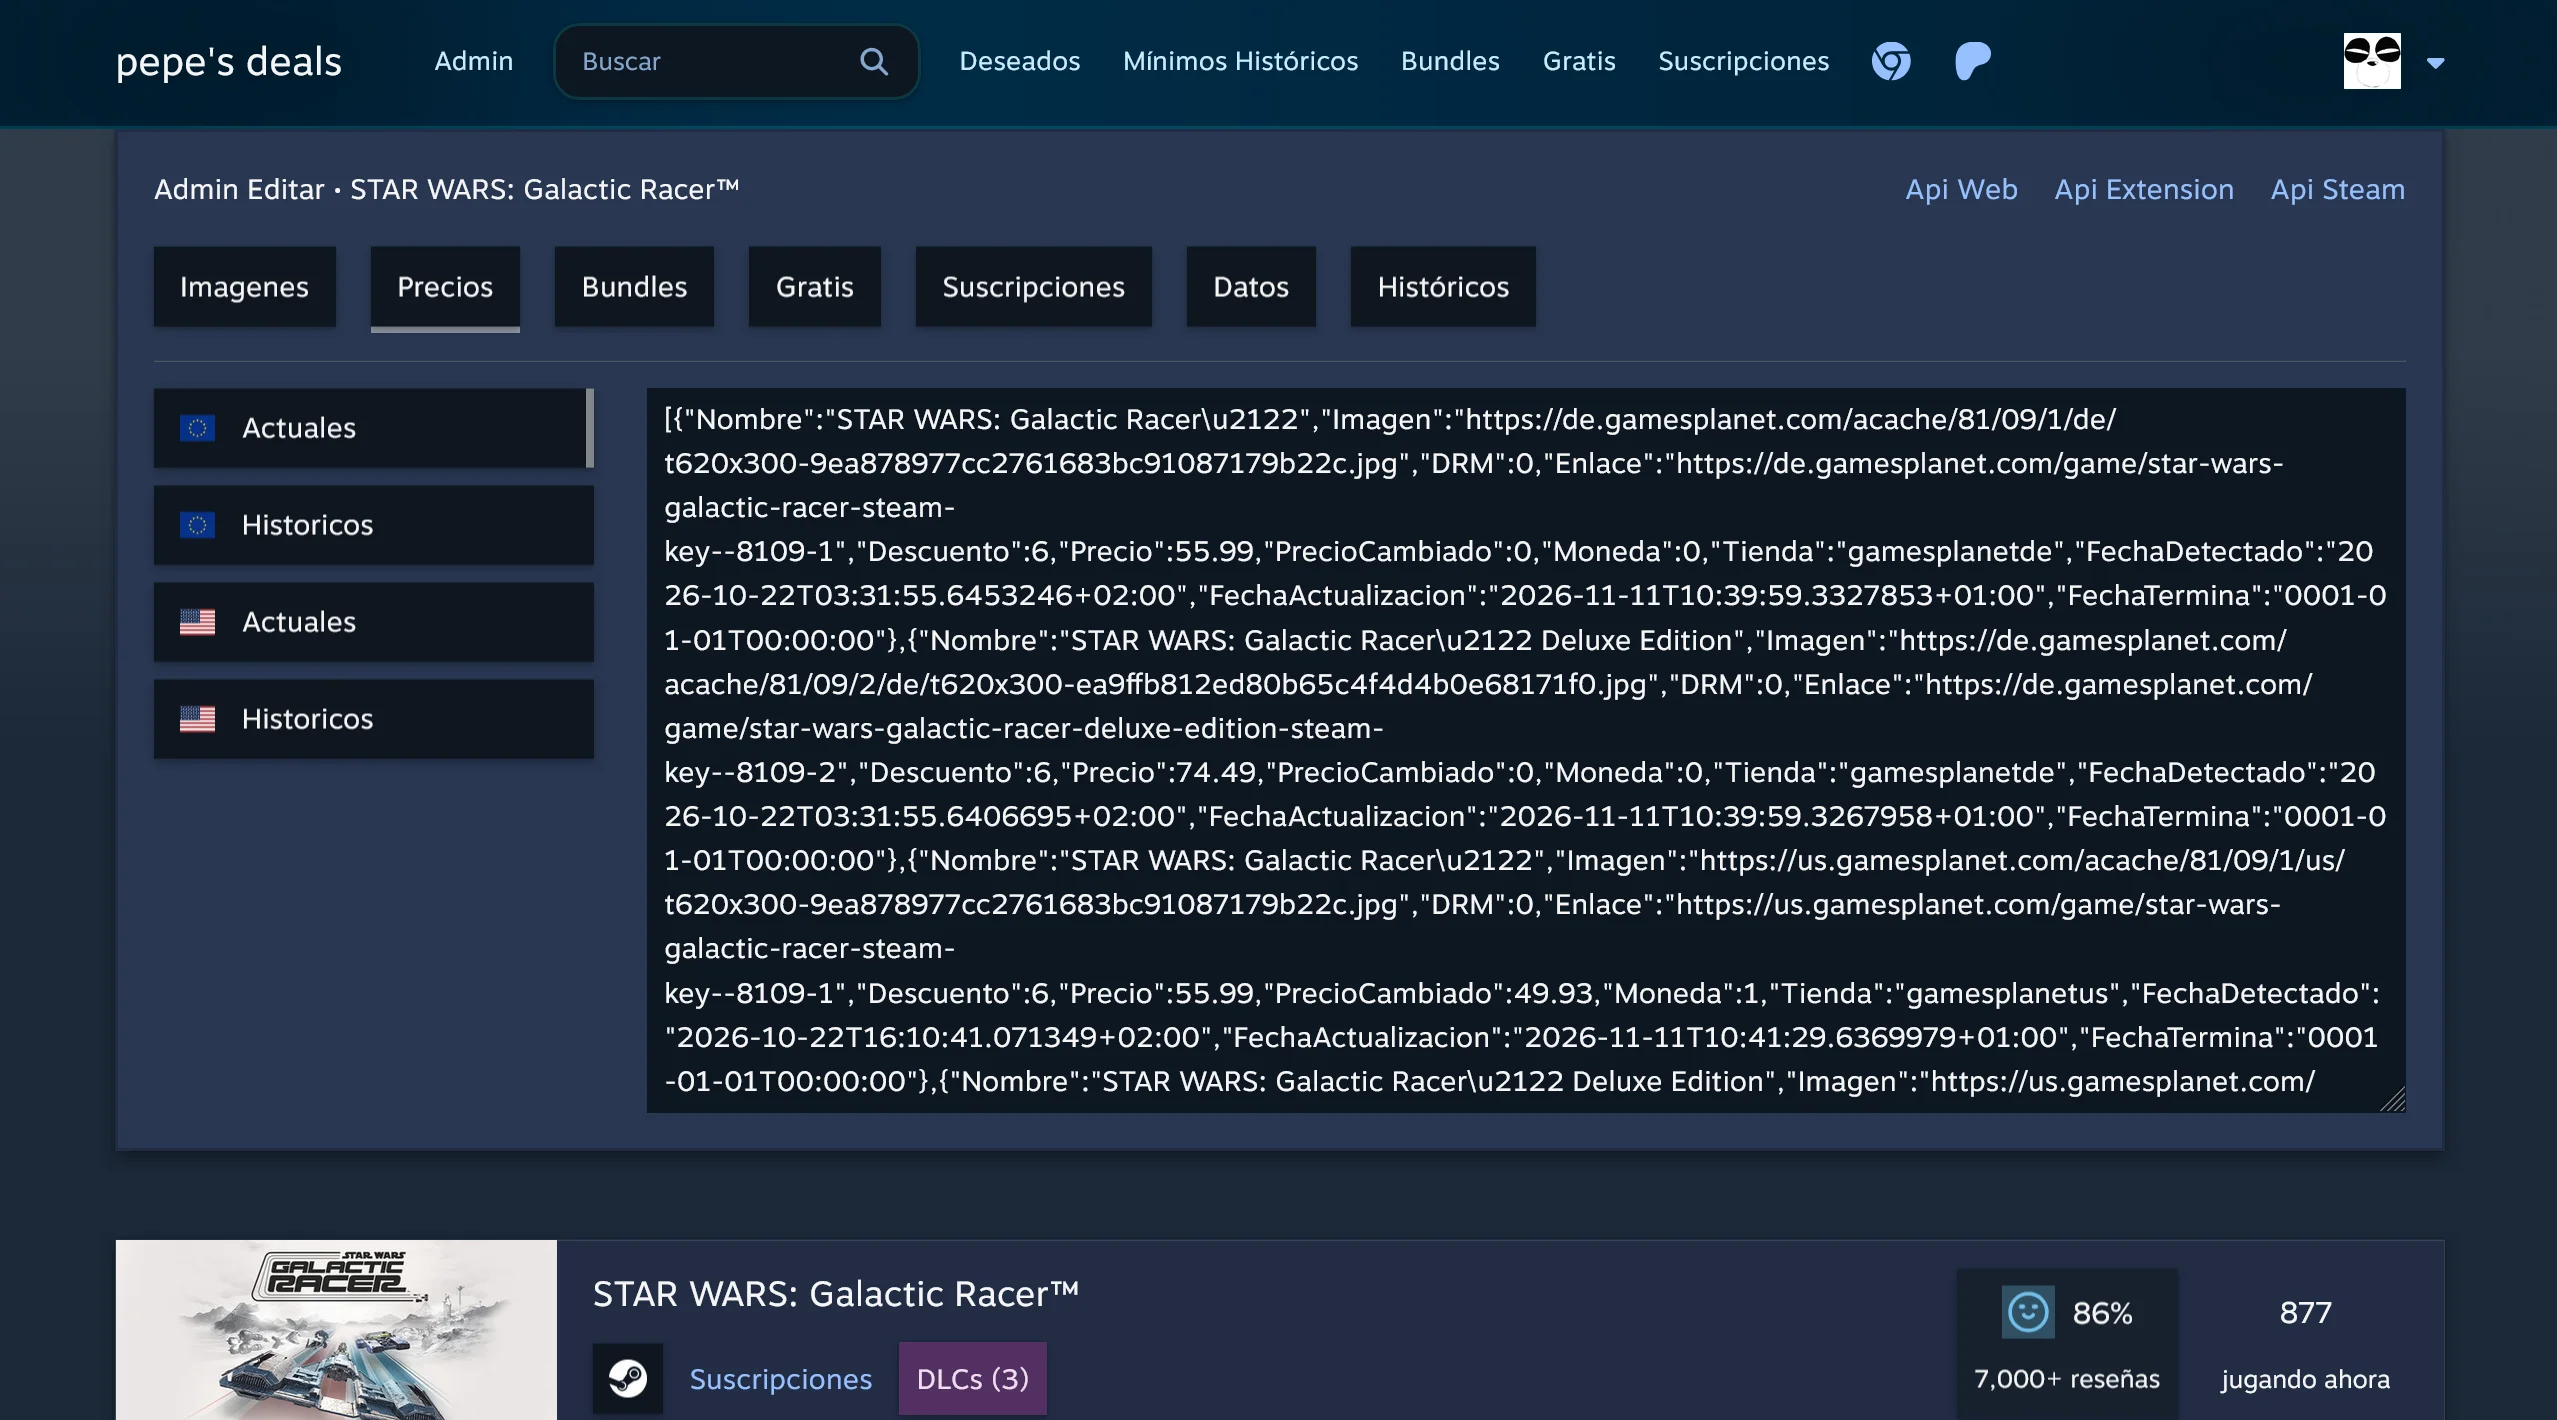 pepe's deals
Admin
Buscar
Deseados
Mínimos Históricos
Bundles
Gratis
Suscripciones
Admin Editar • STAR WARS: Galactic Racer™
Api Web
Api Extension
Api Steam
Imagenes
Precios
Bundles
Gratis
Suscripciones
Datos
Históricos
Actuales
Historicos
Actuales
Historicos
[{"Nombre":"STAR WARS: Galactic Racer\u2122","Imagen":"https://de.gamesplanet.com/acache/81/09/1/de/
t620x300-9ea878977cc2761683bc91087179b22c.jpg","DRM":0,"Enlace":"https://de.gamesplanet.com/game/star-wars-
galactic-racer-steam-
key--8109-1","Descuento":6,"Precio":55.99,"PrecioCambiado":0,"Moneda":0,"Tienda":"gamesplanetde","FechaDetectado":"20
26-10-22T03:31:55.6453246+02:00","FechaActualizacion":"2026-11-11T10:39:59.3327853+01:00","FechaTermina":"0001-0
1-01T00:00:00"},{"Nombre":"STAR WARS: Galactic Racer\u2122 Deluxe Edition","Imagen":"https://de.gamesplanet.com/
acache/81/09/2/de/t620x300-ea9ffb812ed80b65c4f4d4b0e68171f0.jpg","DRM":0,"Enlace":"https://de.gamesplanet.com/
game/star-wars-galactic-racer-deluxe-edition-steam-
key--8109-2","Descuento":6,"Precio":74.49,"PrecioCambiado":0,"Moneda":0,"Tienda":"gamesplanetde","FechaDetectado":"20
26-10-22T03:31:55.6406695+02:00","FechaActualizacion":"2026-11-11T10:39:59.3267958+01:00","FechaTermina":"0001-0
1-01T00:00:00"},{"Nombre":"STAR WARS: Galactic Racer\u2122","Imagen":"https://us.gamesplanet.com/acache/81/09/1/us/
t620x300-9ea878977cc2761683bc91087179b22c.jpg","DRM":0,"Enlace":"https://us.gamesplanet.com/game/star-wars-
galactic-racer-steam-
key--8109-1","Descuento":6,"Precio":55.99,"PrecioCambiado":49.93,"Moneda":1,"Tienda":"gamesplanetus","FechaDetectado":
"2026-10-22T16:10:41.071349+02:00","FechaActualizacion":"2026-11-11T10:41:29.6369979+01:00","FechaTermina":"0001
-01-01T00:00:00"},{"Nombre":"STAR WARS: Galactic Racer\u2122 Deluxe Edition","Imagen":"https://us.gamesplanet.com/
STAR WARS
GALACTIC
RACER
STAR WARS: Galactic Racer™
Suscripciones
DLCs (3)
86%
7,000+ reseñas
877
jugando ahora